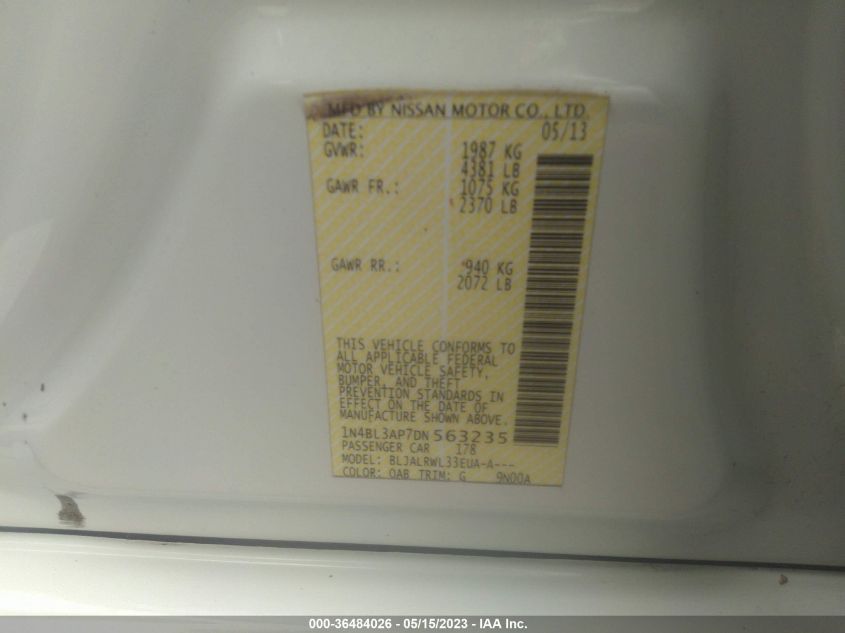 MFD BY NISSAN MOTOR CO., LTD.
DATE: 05/13
GVWR: 1987 KG
4381 LB
GAWR FR.: 1075 KG
2370 LB
GAWR RR.: 940 KG
2072 LB
THIS VEHICLE CONFORMS TO
ALL APPLICABLE FEDERAL
MOTOR VEHICLE SAFETY,
BUMPER, AND THEFT
PREVENTION STANDARDS IN
EFFECT ON THE DATE OF
MANUFACTURE SHOWN ABOVE.
1N4BL3AP7DN563235
PASSENGER CAR 178
MODEL: BLJALRWL33EUA-A---
COLOR: QAB TRIM: G 9N00A
000-36484026 - 05/15/2023 - IAA Inc.